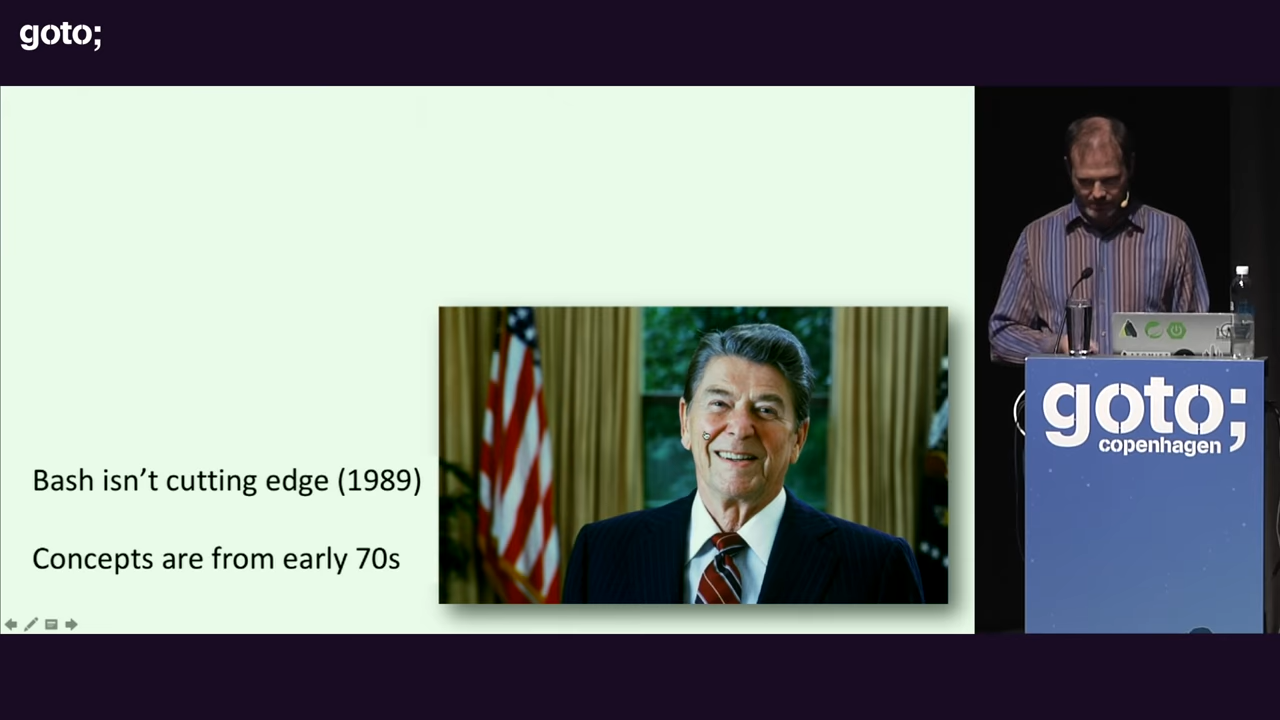 goto;
Bash isn’t cutting edge (1989)
Concepts are from early 70s
goto;
copenhagen